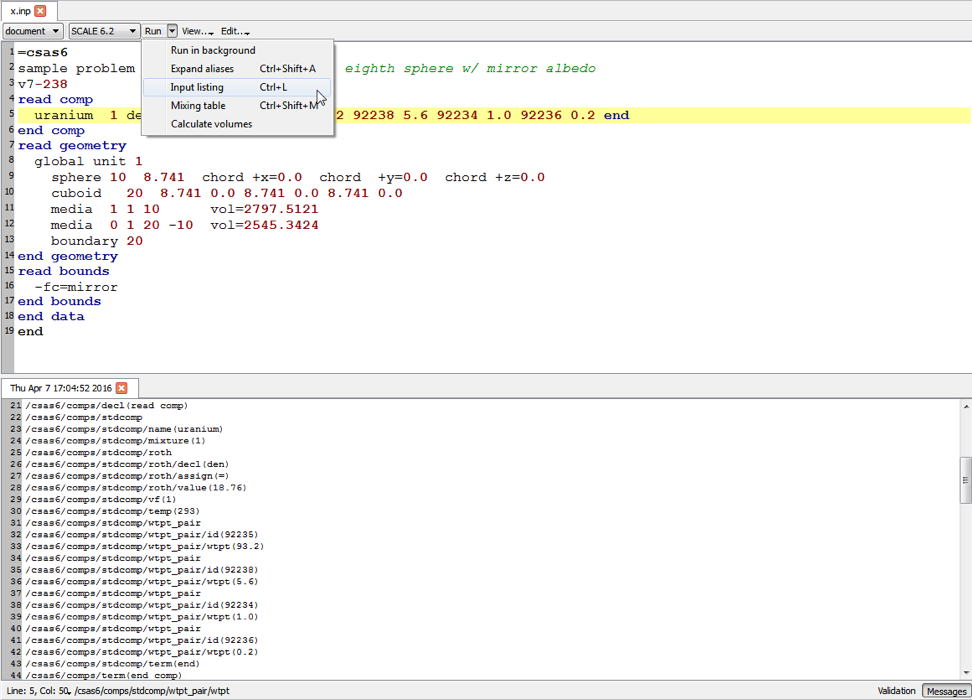 x.inp
document SCALE 6.2 Run View... Edit...
Run in background
Expand aliases Ctrl+Shift+A
Input listing Ctrl+L
Mixing table Ctrl+Shift+M
Calculate volumes
1 =csas6
2 sample problem eighth sphere w/ mirror albedo
3 v7-238
4 read comp
5 uranium 1 de 2 92238 5.6 92234 1.0 92236 0.2 end
6 end comp
7 read geometry
8 global unit 1
9 sphere 10 8.741 chord +x=0.0 chord +y=0.0 chord +z=0.0
10 cuboid 20 8.741 0.0 8.741 0.0 8.741 0.0
11 media 1 1 10 vol=2797.5121
12 media 0 1 20 -10 vol=2545.3424
13 boundary 20
14 end geometry
15 read bounds
16 -fc=mirror
17 end bounds
18 end data
19 end
Thu Apr 7 17:04:52 2016
21 /csas6/comps/decl(read comp)
22 /csas6/comps/stdcomp
23 /csas6/comps/stdcomp/name(uranium)
24 /csas6/comps/stdcomp/mixture(1)
25 /csas6/comps/stdcomp/roth
26 /csas6/comps/stdcomp/roth/decl(den)
27 /csas6/comps/stdcomp/roth/assign(=)
28 /csas6/comps/stdcomp/roth/value(18.76)
29 /csas6/comps/stdcomp/vf(1)
30 /csas6/comps/stdcomp/temp(293)
31 /csas6/comps/stdcomp/wtpt_pair
32 /csas6/comps/stdcomp/wtpt_pair/id(92235)
33 /csas6/comps/stdcomp/wtpt_pair/wtpt(93.2)
34 /csas6/comps/stdcomp/wtpt_pair
35 /csas6/comps/stdcomp/wtpt_pair/id(92238)
36 /csas6/comps/stdcomp/wtpt_pair/wtpt(5.6)
37 /csas6/comps/stdcomp/wtpt_pair
38 /csas6/comps/stdcomp/wtpt_pair/id(92234)
39 /csas6/comps/stdcomp/wtpt_pair/wtpt(1.0)
40 /csas6/comps/stdcomp/wtpt_pair
41 /csas6/comps/stdcomp/wtpt_pair/id(92236)
42 /csas6/comps/stdcomp/wtpt_pair/wtpt(0.2)
43 /csas6/comps/stdcomp/term(end)
44 /csas6/comps/term(end comp)
Line: 5, Col: 50, /csas6/comps/stdcomp/wtpt_pair/wtpt Validation Messages